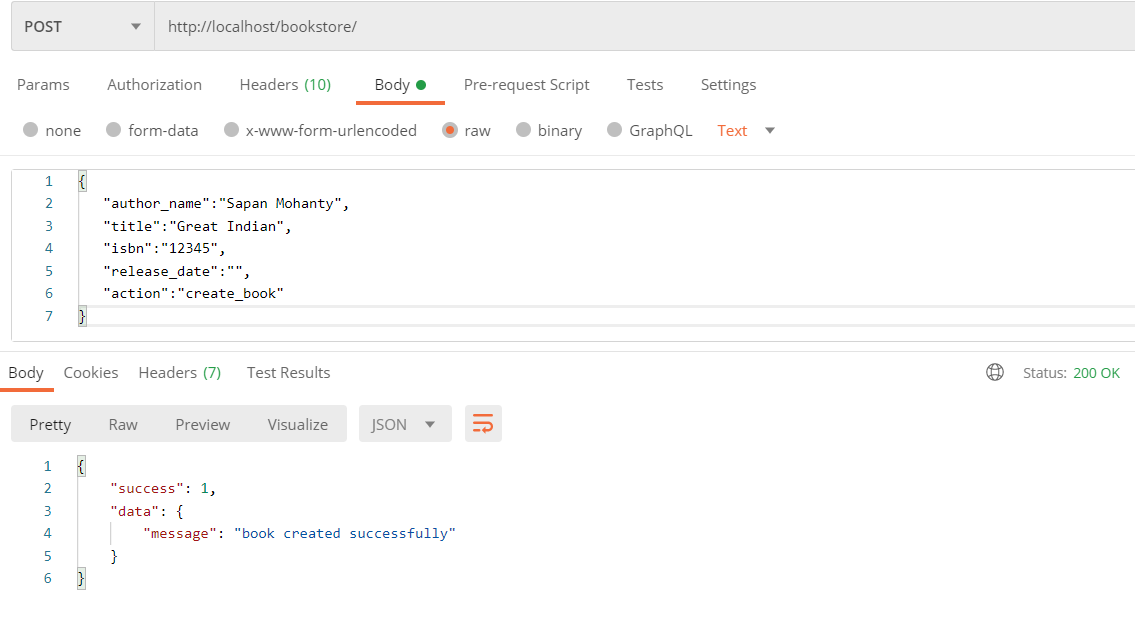 POST http://localhost/bookstore/
Params Authorization Headers (10) Body Pre-request Script Tests Settings
none form-data x-www-form-urlencoded raw binary GraphQL Text
1 {
2 "author_name":"Sapan Mohanty",
3 "title":"Great Indian",
4 "isbn":"12345",
5 "release_date":"",
6 "action":"create_book"
7 }
Body Cookies Headers (7) Test Results Status: 200 OK
Pretty Raw Preview Visualize JSON
1 {
2 "success": 1,
3 "data": {
4 "message": "book created successfully"
5 }
6 }